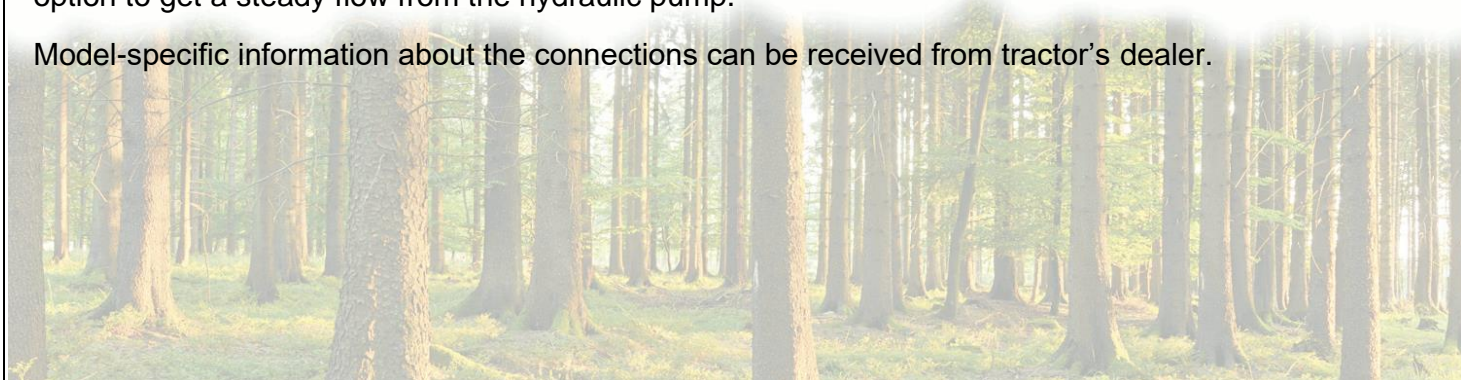 option to get a steady flow from the hydraulic pump.
Model-specific information about the connections can be received from tractor’s dealer.